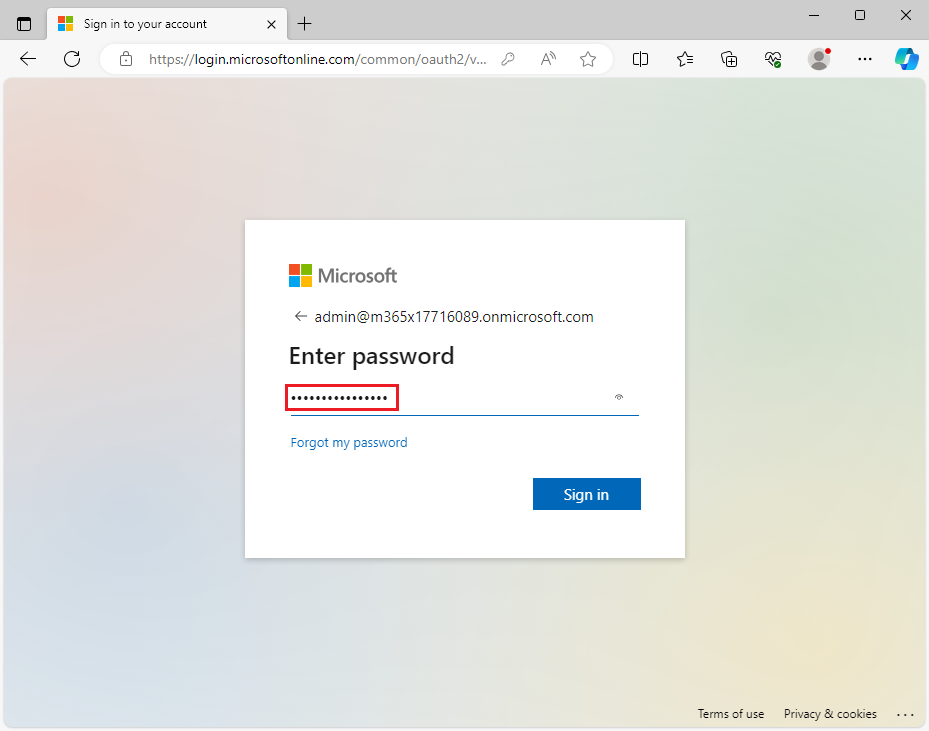 Sign in to your account
https://login.microsoftonline.com/common/oauth2/v...
Microsoft
admin@m365x17716089.onmicrosoft.com
Enter password
••••••••••••••••
Forgot my password
Sign in
Terms of use Privacy & cookies ...